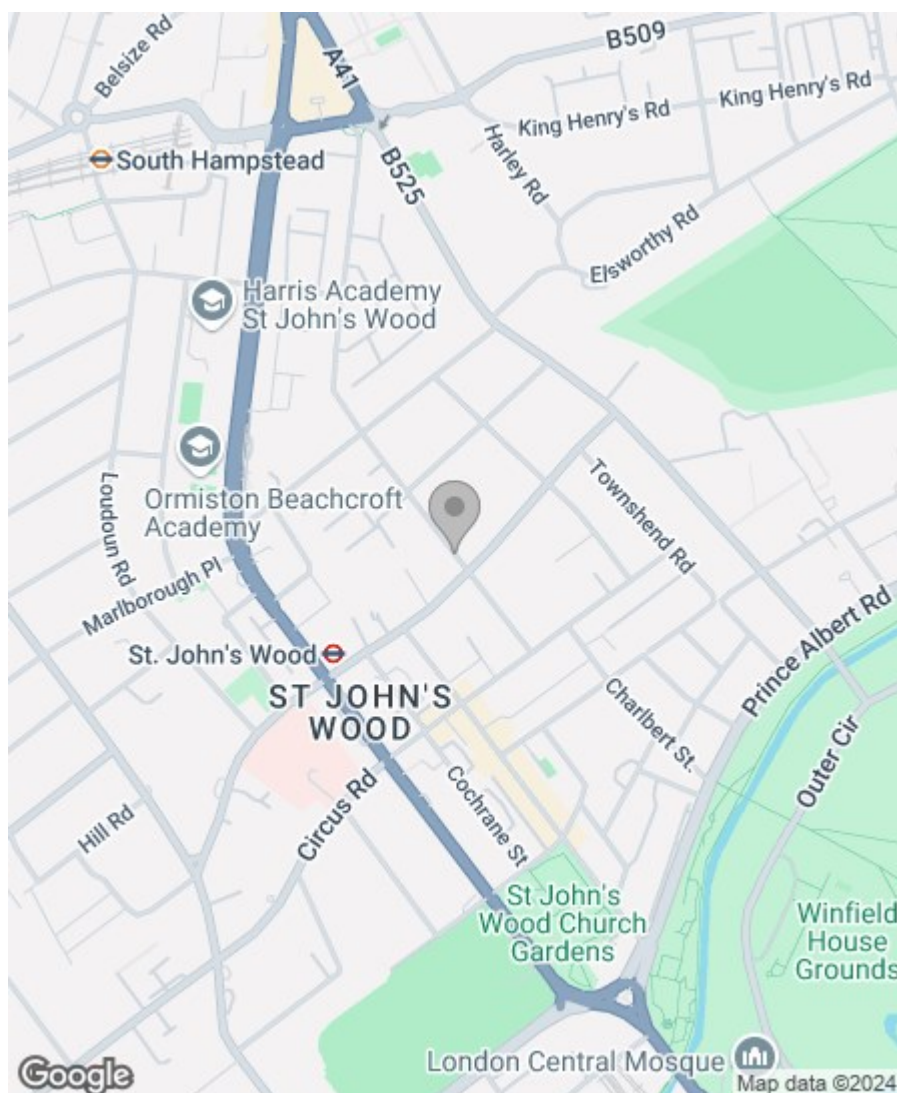 Belsize Rd
A41
B509
King Henry's Rd
King Henry's Rd
South Hampstead
B525
Harley Rd
Elsworthy Rd
Harris Academy
St John's Wood
Loudoun Rd
Ormiston Beachcroft
Academy
Townshend Rd
Marlborough Pl
St. John's Wood
ST JOHN'S
WOOD
Prince Albert Rd
Charlbert St.
Outer Cir
Hill Rd
Circus Rd
Cochrane St
St John's
Wood Church
Gardens
Winfield
House
Grounds
London Central Mosque
Google
Map data ©2024